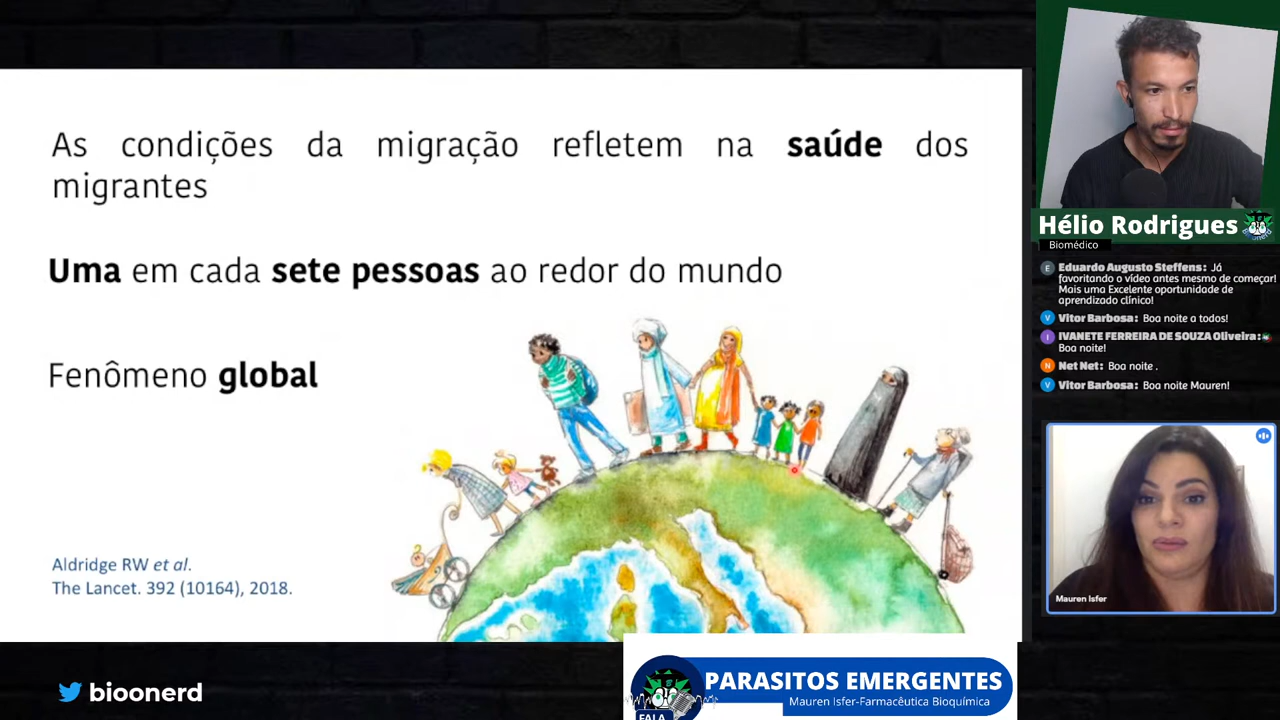 As condições da migração refletem na saúde dos
migrantes
Uma em cada sete pessoas ao redor do mundo
Fenômeno global
Aldridge RW et al.
The Lancet. 392 (10164), 2018.
Hélio Rodrigues
Biomédico
E Eduardo Augusto Steffens: Já
favoritando o vídeo antes mesmo de começar!
Mais uma Excelente oportunidade de
aprendizado clínico!
V Vitor Barbosa: Boa noite a todos!
I IVANETE FERREIRA DE SOUZA Oliveira:
Boa noite!
N Net Net: Boa noite .
V Vitor Barbosa: Boa noite Mauren!
Mauren Isfer
bioonerd
FALA
PARASITOS EMERGENTES
Mauren Isfer-Farmacêutica Bioquímica